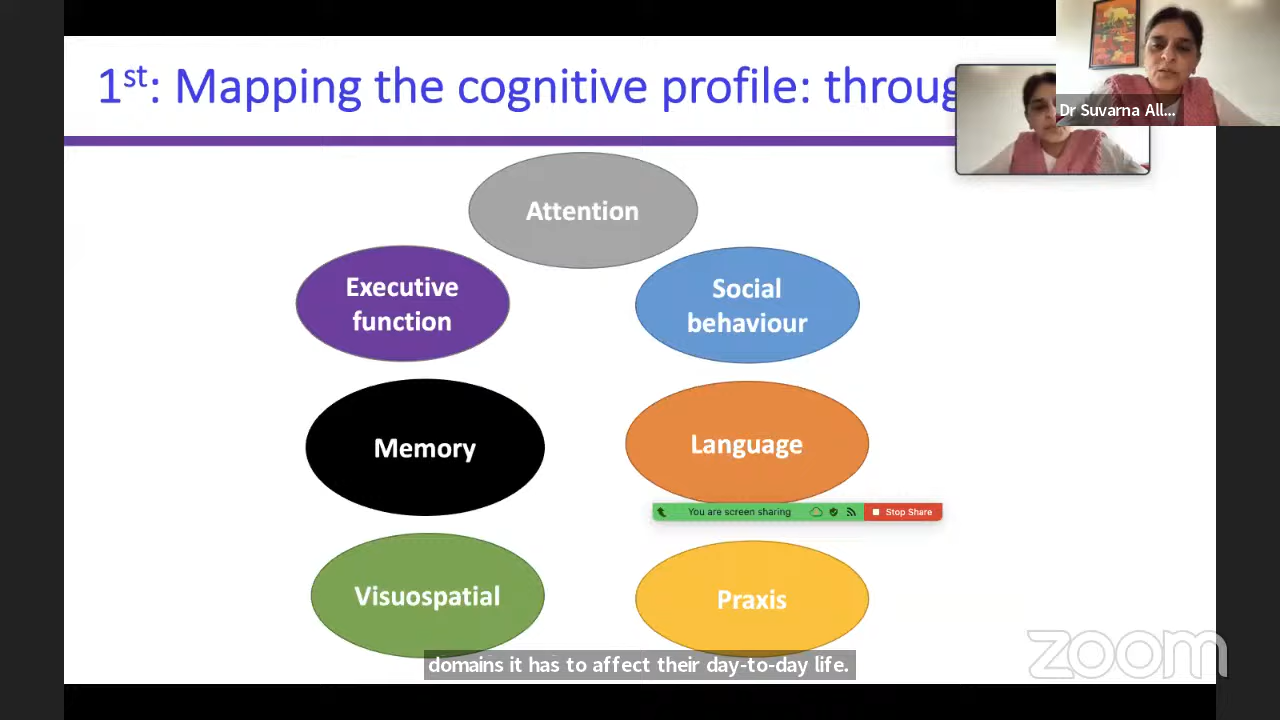 1st: Mapping the cognitive profile: throug
Dr Suvarna All...
Attention
Executive
function
Social
behaviour
Memory
Language
You are screen sharing
Stop Share
Visuospatial
Praxis
domains it has to affect their day-to-day life.
zoom